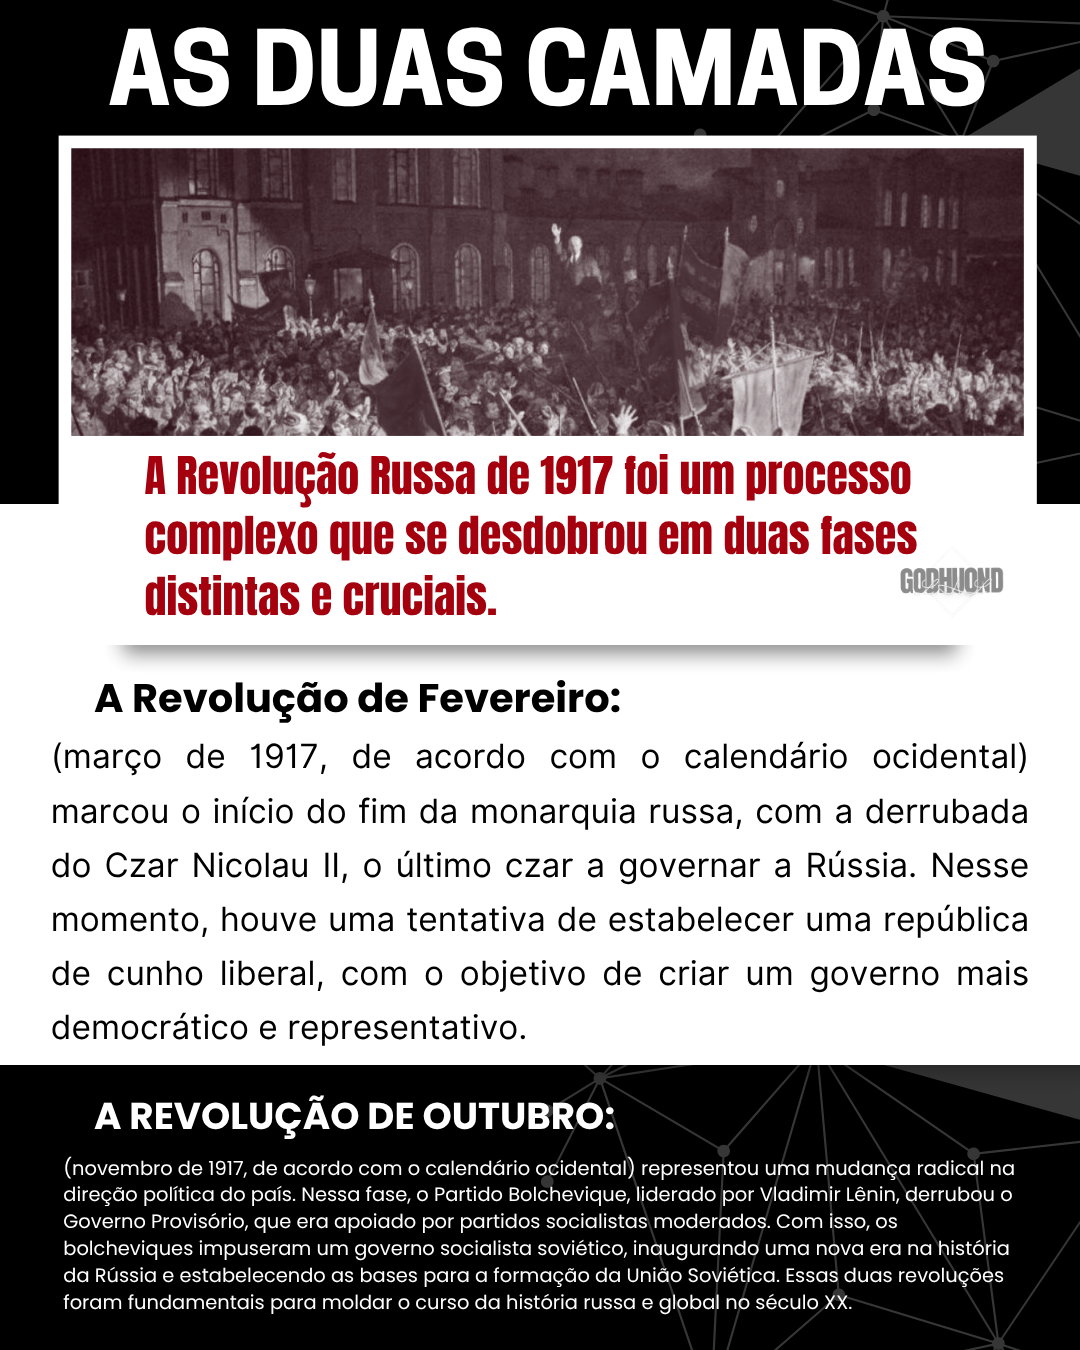 AS DUAS CAMADAS
A Revolução Russa de 1917 foi um processo
complexo que se desdobrou em duas fases
distintas e cruciais.
A Revolução de Fevereiro:
(março de 1917, de acordo com o calendário ocidental)
marcou o início do fim da monarquia russa, com a derrubada
do Czar Nicolau II, o último czar a governar a Rússia. Nesse
momento, houve uma tentativa de estabelecer uma república
de cunho liberal, com o objetivo de criar um governo mais
democrático e representativo.
A REVOLUÇÃO DE OUTUBRO:
(novembro de 1917, de acordo com o calendário ocidental) representou uma mudança radical na
direção política do país. Nessa fase, o Partido Bolchevique, liderado por Vladimir Lênin, derrubou o
Governo Provisório, que era apoiado por partidos socialistas moderados. Com isso, os
bolcheviques impuseram um governo socialista soviético, inaugurando uma nova era na história
da Rússia e estabelecendo as bases para a formação da União Soviética. Essas duas revoluções
foram fundamentais para moldar o curso da história russa e global no século XX.